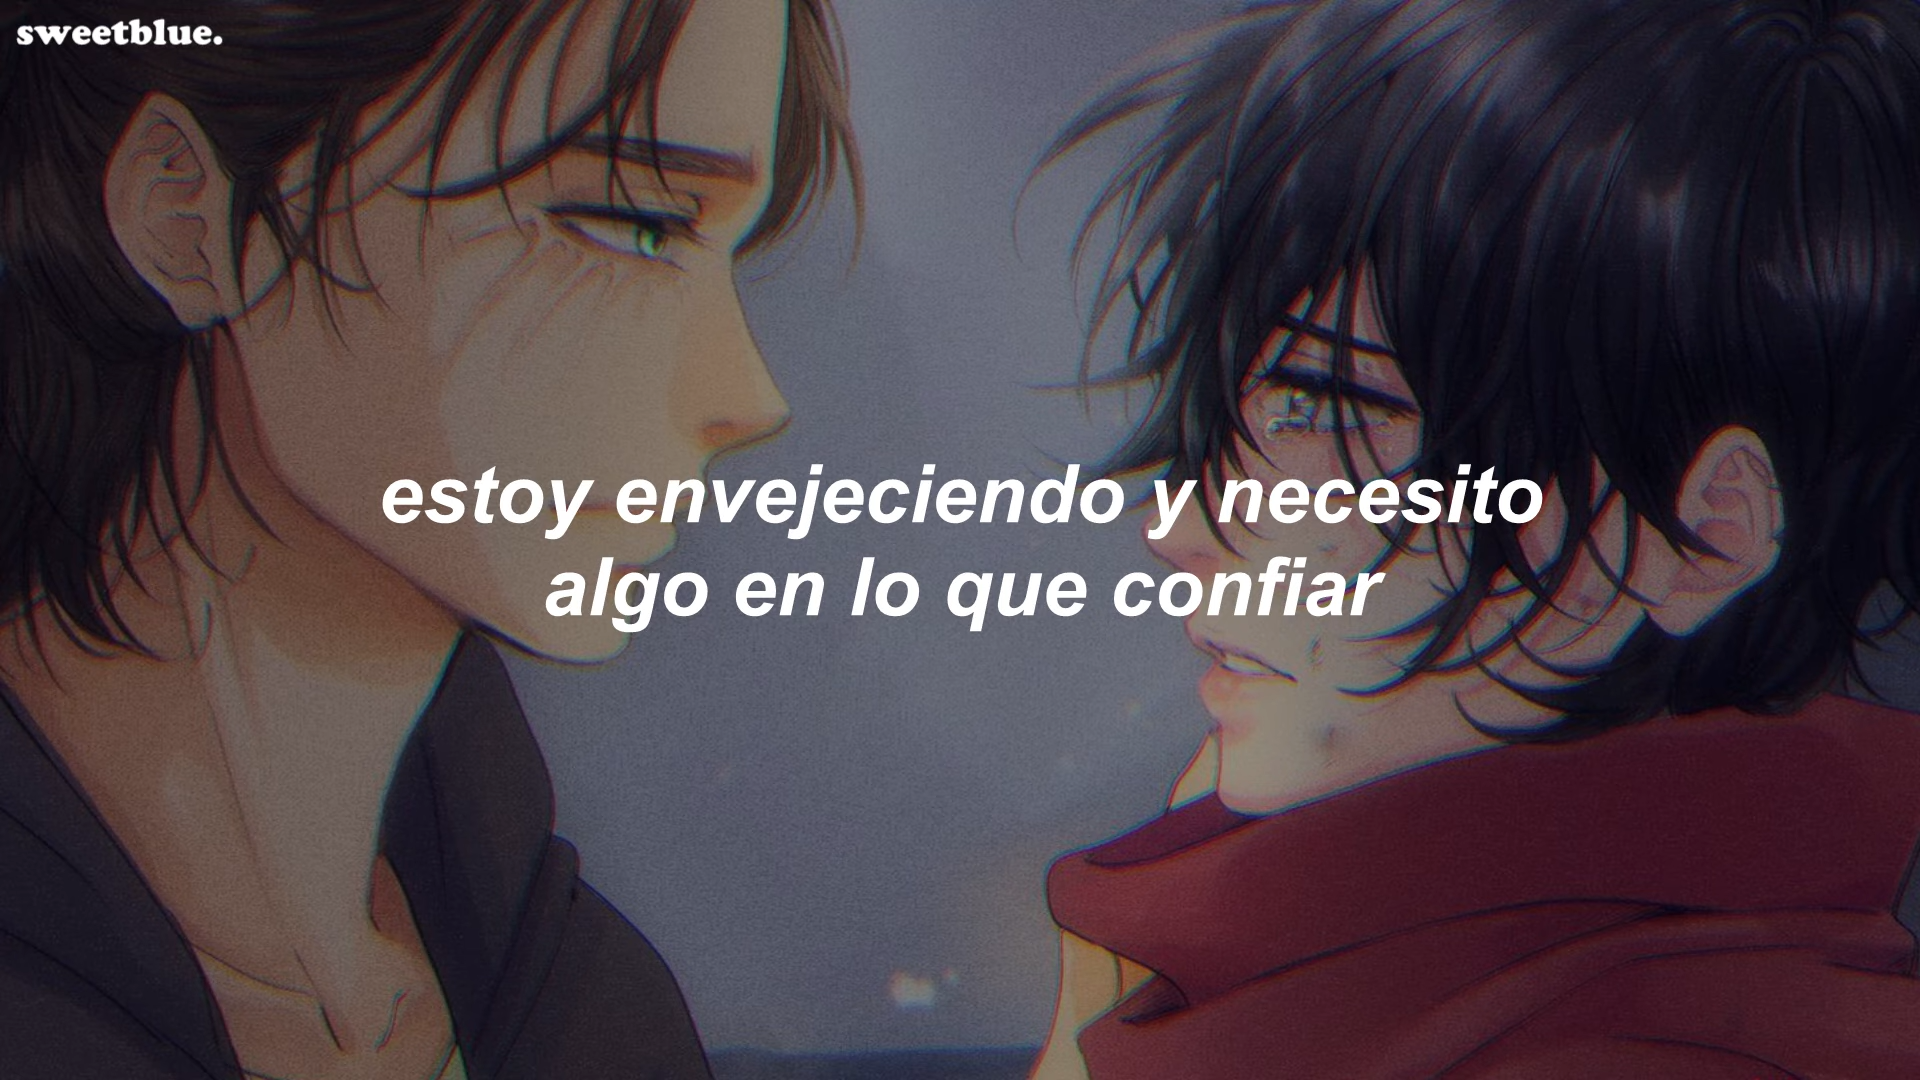 sweetblue.
estoy envejeciendo y necesito
algo en lo que confiar